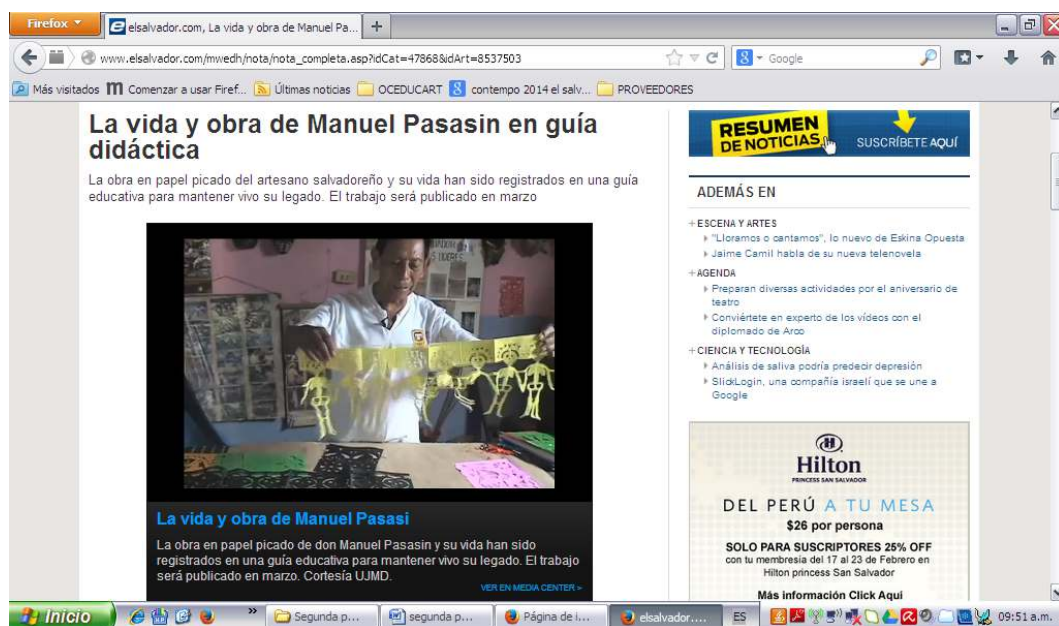 Firefox
elsalvador.com, La vida y obra de Manuel Pa...
www.elsalvador.com/mwedh/nota/nota_completa.asp?idCat=47868&idArt=8537503
Google
Más visitados
Comenzar a usar Firef...
Últimas noticias
OCEDUCART
contempo 2014 el salv...
PROVEEDORES
La vida y obra de Manuel Pasasin en guía
didáctica
La obra en papel picado del artesano salvadoreño y su vida han sido registrados en una guía
educativa para mantener vivo su legado. El trabajo será publicado en marzo
La vida y obra de Manuel Pasasi
La obra en papel picado de don Manuel Pasasin y su vida han sido
registrados en una guía educativa para mantener vivo su legado. El trabajo
será publicado en marzo. Cortesía UJMD.
VER EN MEDIA CENTER »
RESUMEN
DE NOTICIAS
SUSCRÍBETE AQUÍ
ADEMÁS EN
+ESCENA Y ARTES
"Lloramos o cantamos", lo nuevo de Eskina Opuesta
Jaime Camil habla de su nueva telenovela
+AGENDA
Preparan diversas actividades por el aniversario de
teatro
Conviértete en experto de los vídeos con el
diplomado de Arco
+CIENCIA Y TECNOLOGÍA
Análisis de saliva podría predecir depresión
SlickLogin, una compañía israelí que se une a
Google
H
Hilton
PRINCESS SAN SALVADOR
DEL PERÚ A TU MESA
$26 por persona
SOLO PARA SUSCRIPTORES 25% OFF
con tu membresía del 17 al 23 de Febrero en
Hilton princess San Salvador
Más información Click Aqui
Inicio
Segunda p...
segunda p...
Página de i...
elsalvador....
ES
09:51 a.m.